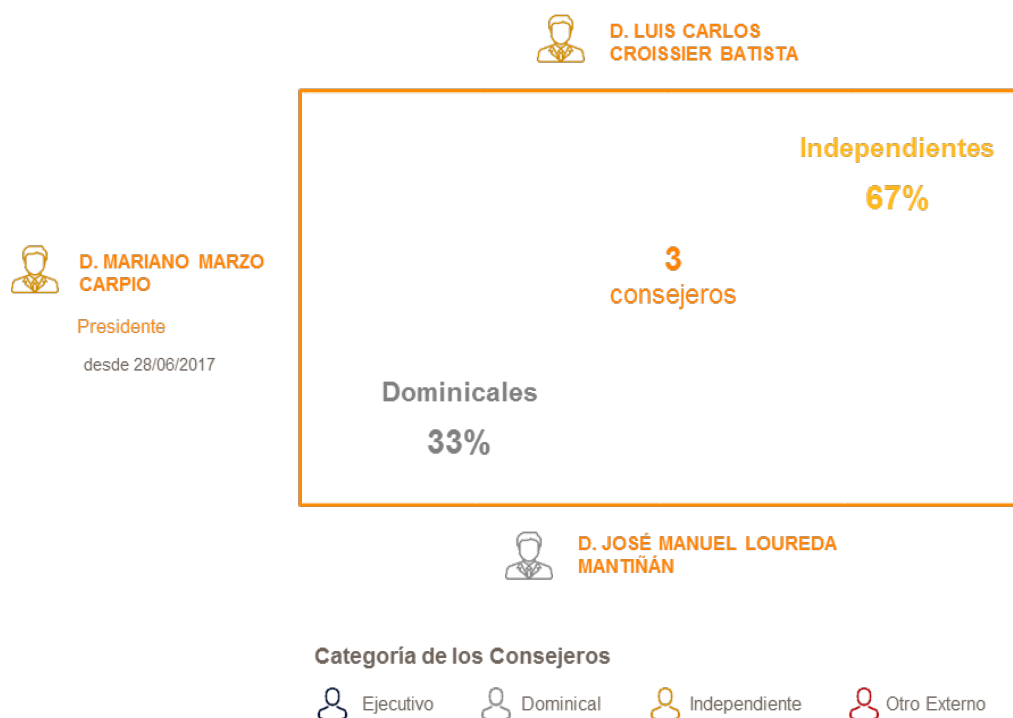 D. LUIS CARLOS
CROISSIER BATISTA
Independientes
67%
D. MARIANO MARZO
CARPIO
Presidente
desde 28/06/2017
3
consejeros
Dominicales
33%
D. JOSÉ MANUEL LOUREDA
MANTIÑÁN
Categoría de los Consejeros
Ejecutivo Dominical Independiente Otro Externo